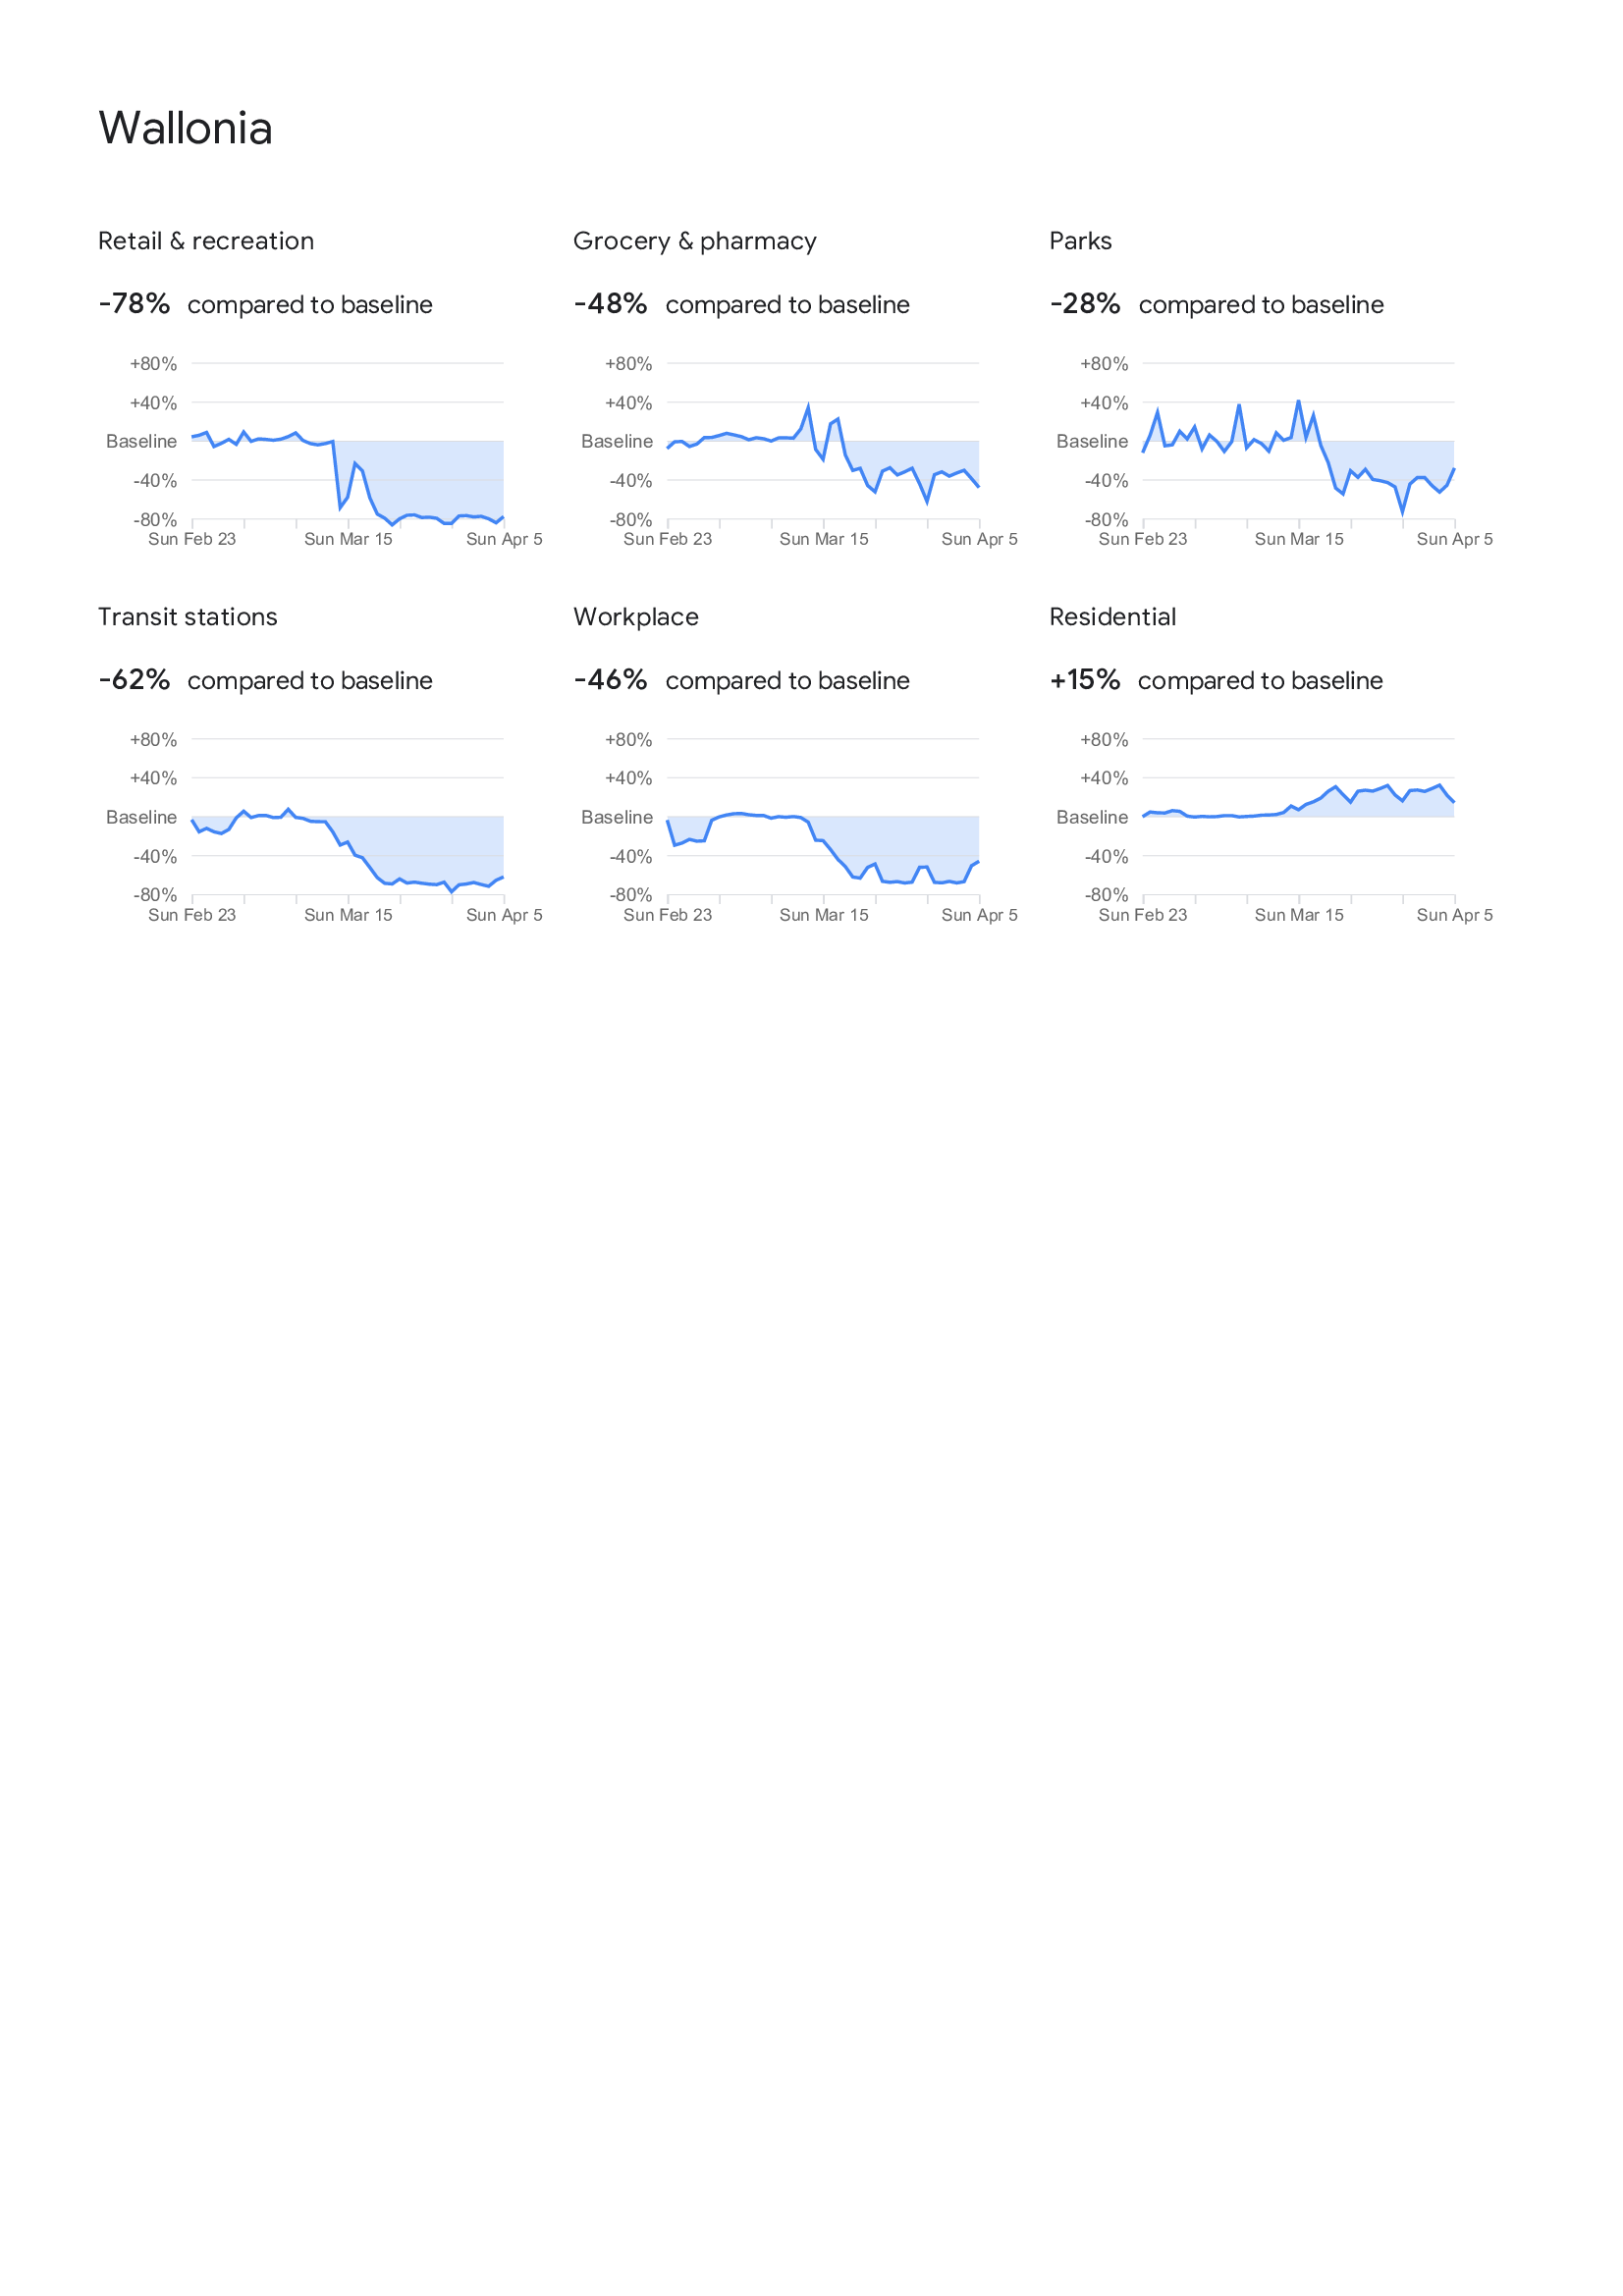 Wallonia
Retail & recreation
-78% compared to baseline
+80%
+40%
Baseline
-40%
-80%
Sun Feb 23 Sun Mar 15 Sun Apr 5
Grocery & pharmacy
-48% compared to baseline
+80%
+40%
Baseline
-40%
-80%
Sun Feb 23 Sun Mar 15 Sun Apr 5
Parks
-28% compared to baseline
+80%
+40%
Baseline
-40%
-80%
Sun Feb 23 Sun Mar 15 Sun Apr 5
Transit stations
-62% compared to baseline
+80%
+40%
Baseline
-40%
-80%
Sun Feb 23 Sun Mar 15 Sun Apr 5
Workplace
-46% compared to baseline
+80%
+40%
Baseline
-40%
-80%
Sun Feb 23 Sun Mar 15 Sun Apr 5
Residential
+15% compared to baseline
+80%
+40%
Baseline
-40%
-80%
Sun Feb 23 Sun Mar 15 Sun Apr 5